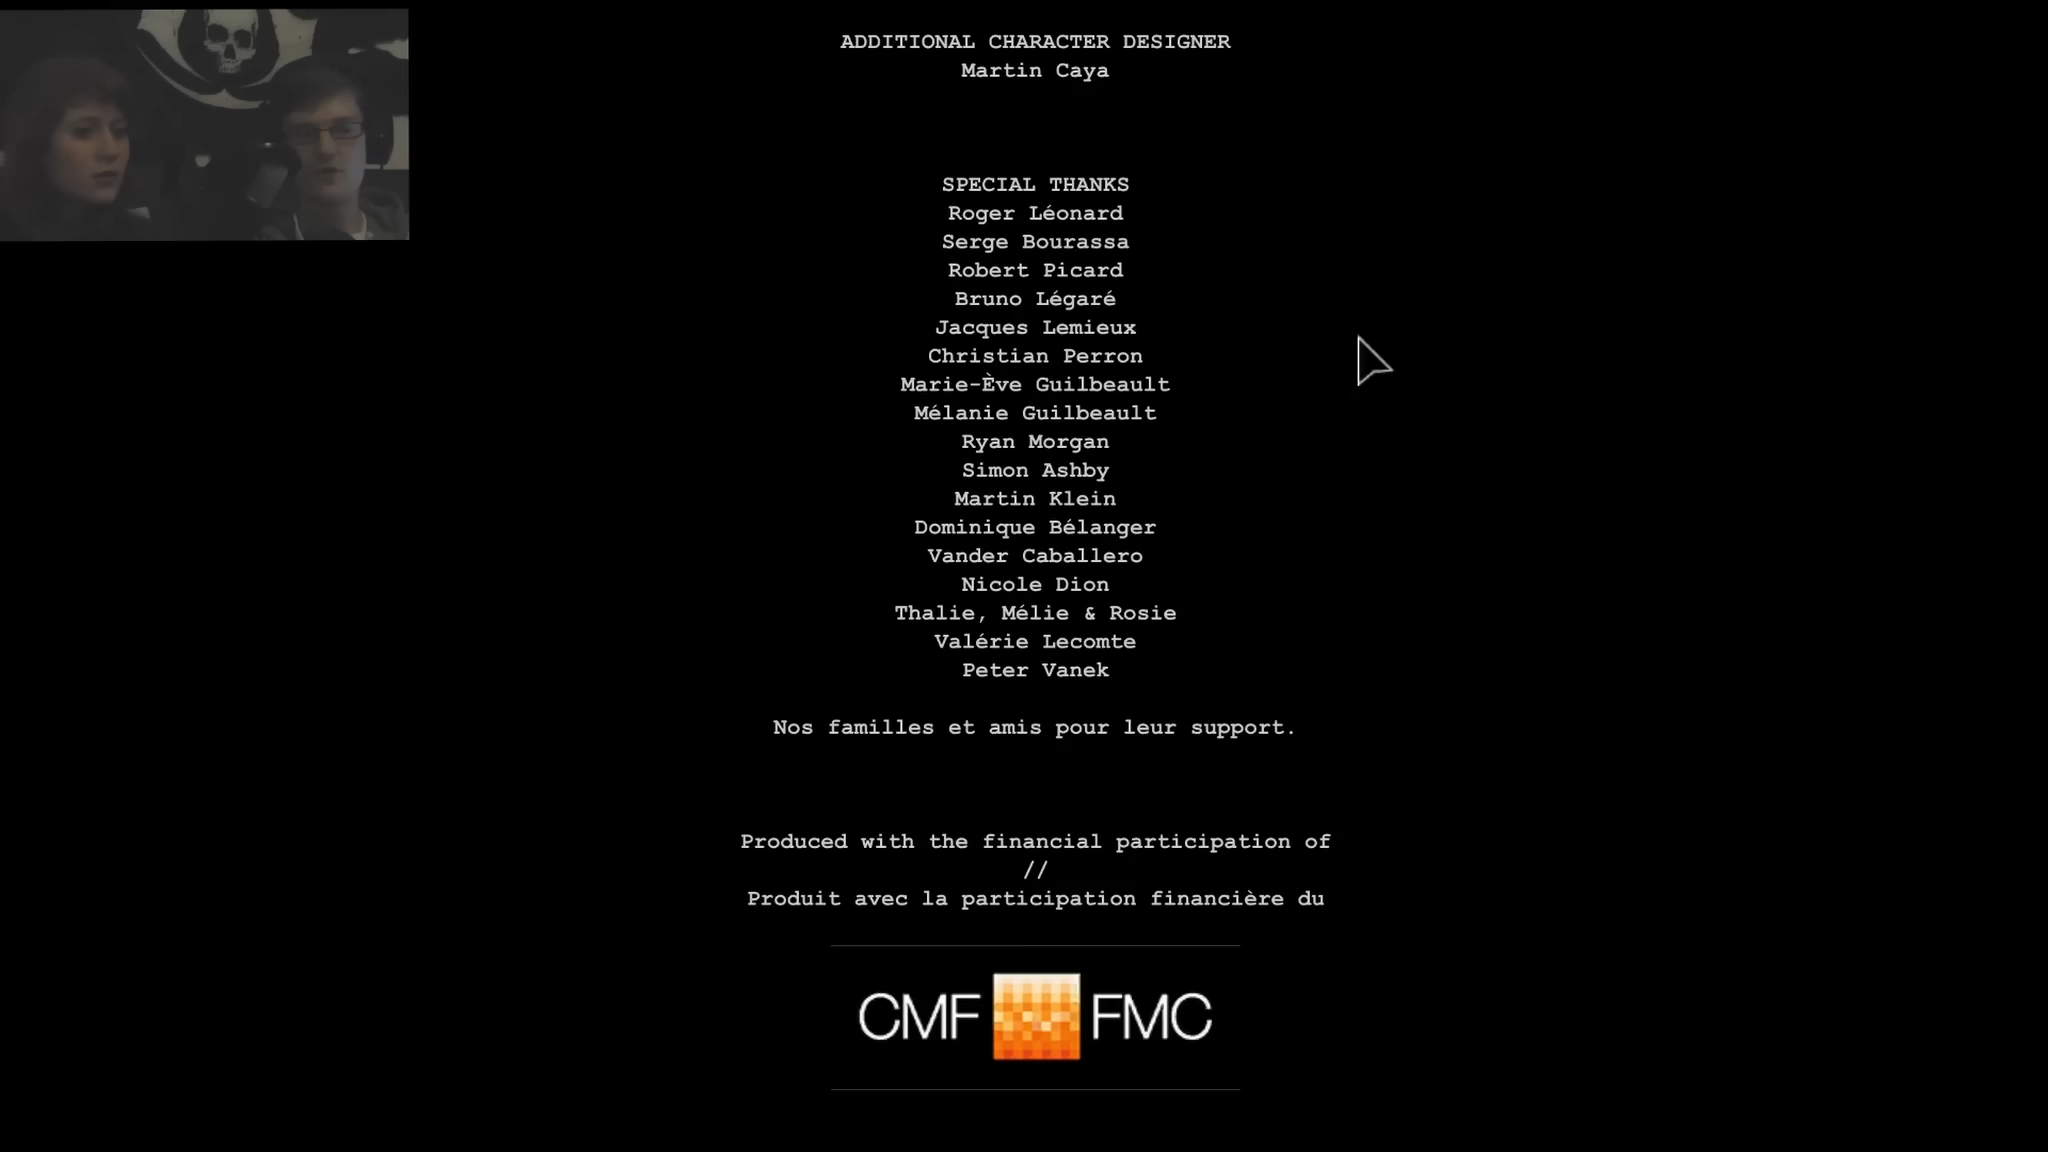 ADDITIONAL CHARACTER DESIGNER
Martin Caya
SPECIAL THANKS
Roger Léonard
Serge Bourassa
Robert Picard
Bruno Légaré
Jacques Lemieux
Christian Perron
Marie-Ève Guilbeault
Mélanie Guilbeault
Ryan Morgan
Simon Ashby
Martin Klein
Dominique Bélanger
Vander Caballero
Nicole Dion
Thalie, Mélie & Rosie
Valérie Lecomte
Peter Vanek
Nos familles et amis pour leur support.
Produced with the financial participation of
//
Produit avec la participation financière du
CMF FMC